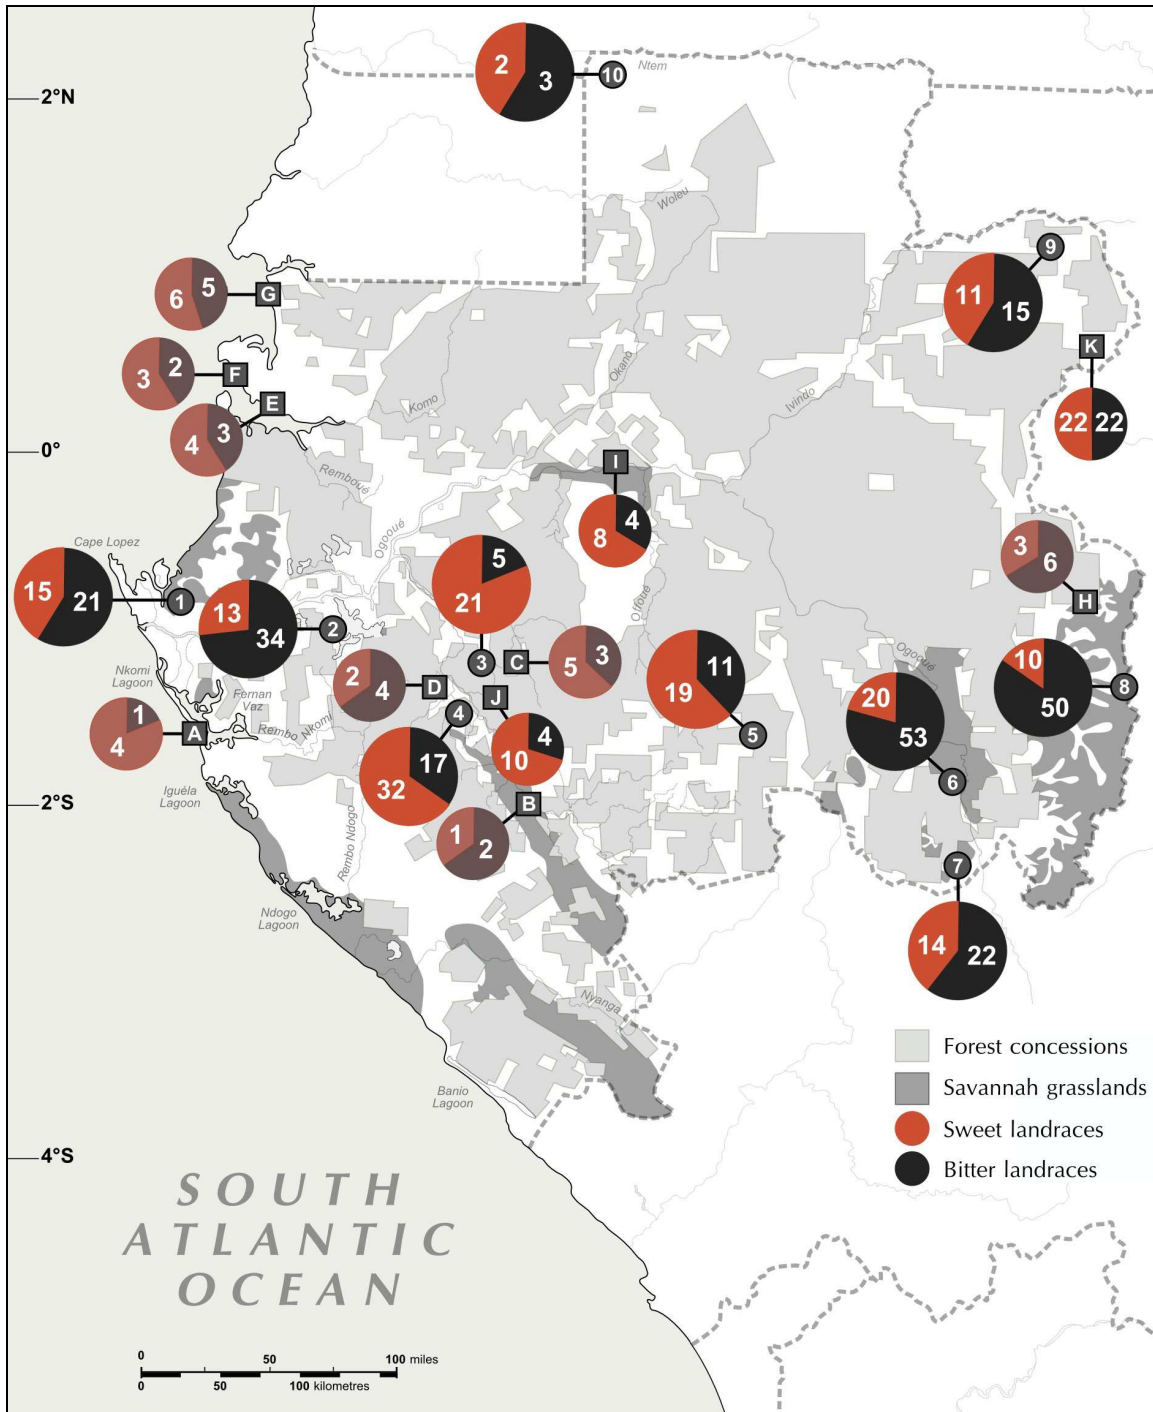 2
3
10
Ntem
2°N
Woleu
9
11
15
6
5
G
K
3
2
F
Okano
Ivindo
Komo
E
4
3
22
22
0°
I
Remboué
Ogooué
8
4
3
6
H
Cape Lopez
15
21
1
13
34
2
5
21
Offoué
3
C
5
3
11
19
5
Ogooué
20
53
6
10
50
8
Nkomi
Lagoon
Fernan
Vaz
2
4
D
J
4
1
4
A
Rembo Nkomi
17
32
4
10
B
Iguéla
Lagoon
2°S
Rembo Ndogo
1
2
7
Ndogo
Lagoon
14
22
Nyanga
Banio
Lagoon
Forest concessions
Savannah grasslands
Sweet landraces
Bitter landraces
4°S
SOUTH
ATLANTIC
OCEAN
0
50
100 miles
0
50
100 kilometres